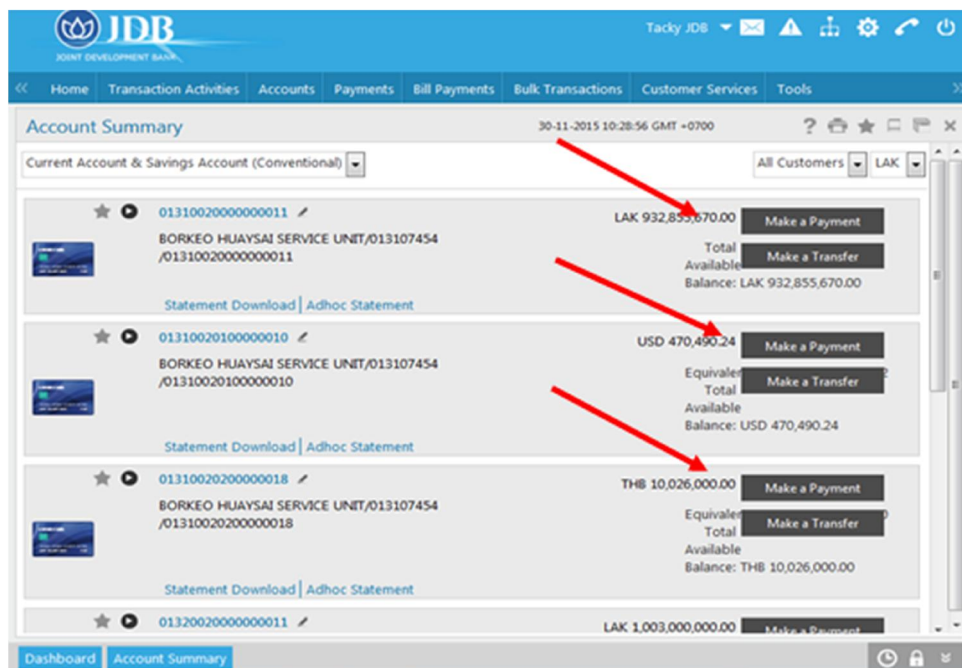 JDB
JOINT DEVELOPMENT BANK
Tacky JDB
Home Transaction Activities Accounts Payments Bill Payments Bulk Transactions Customer Services Tools
Account Summary 30-11-2015 10:28:56 GMT +0700
Current Account & Savings Account (Conventional) All Customers LAK
01310020000000011 LAK 932,855,670.00 Make a Payment
BORKEO HUAYSAI SERVICE UNIT/013107454
/01310020000000011
Total Make a Transfer
Available
Balance: LAK 932,855,670.00
Statement Download | Adhoc Statement
01310020100000010 USD 470,490.24 Make a Payment
BORKEO HUAYSAI SERVICE UNIT/013107454
/01310020100000010
Make a Transfer
Total
Available
Balance: USD 470,490.24
Statement Download | Adhoc Statement
01310020200000018 THB 10,026,000.00 Make a Payment
BORKEO HUAYSAI SERVICE UNIT/013107454
/01310020200000018
Make a Transfer
Total
Available
Balance: THB 10,026,000.00
Statement Download | Adhoc Statement
01320020000000011 LAK 1,003,000,000.00 Make a Payment
Dashboard Account Summary